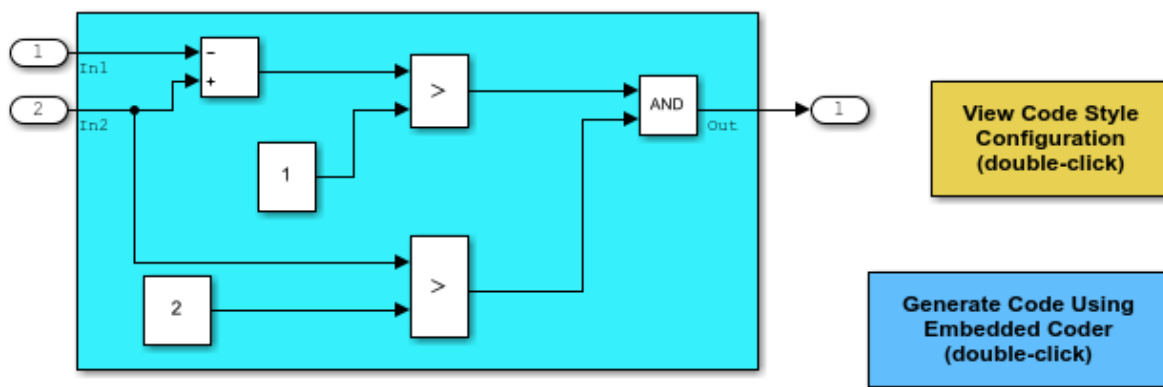 1
In1
2
In2
−
+
>
1
AND
Out
1
2
>
View Code Style
Configuration
(double-click)
Generate Code Using
Embedded Coder
(double-click)